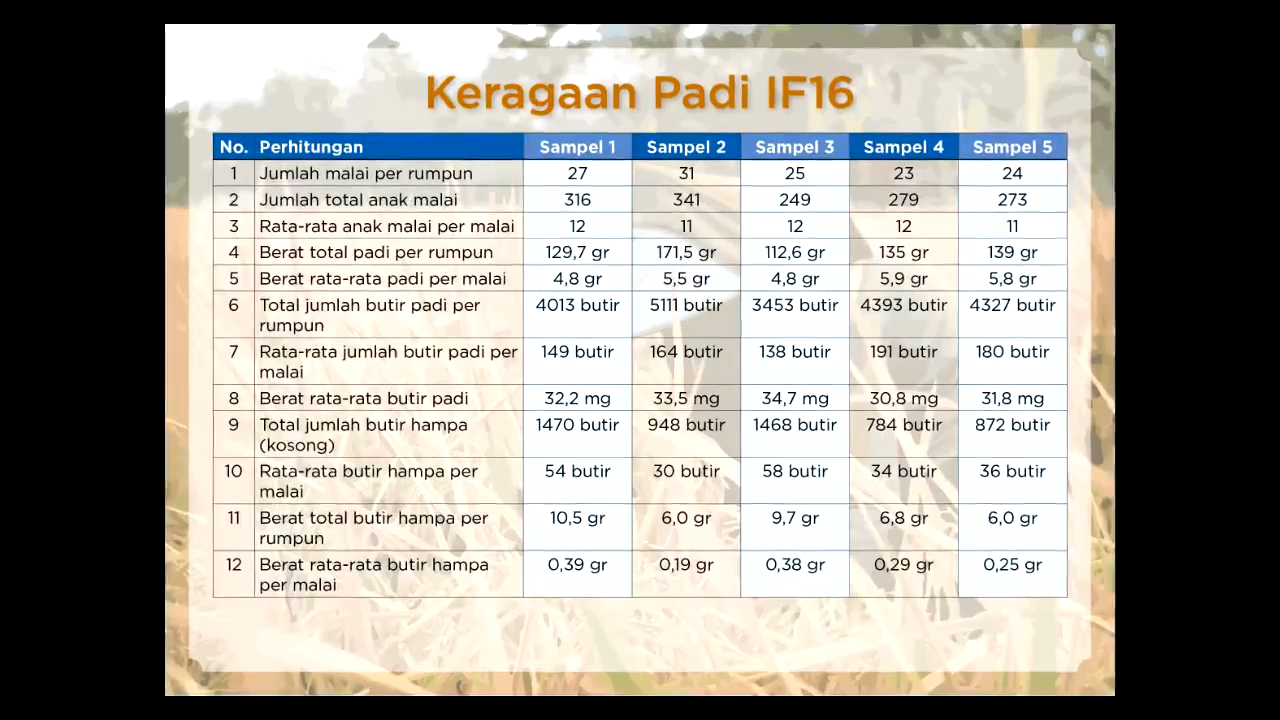 Keragaan Padi IF16
No. Perhitungan Sampel 1 Sampel 2 Sampel 3 Sampel 4 Sampel 5
1 Jumlah malai per rumpun 27 31 25 23 24
2 Jumlah total anak malai 316 341 249 279 273
3 Rata-rata anak malai per malai 12 11 12 12 11
4 Berat total padi per rumpun 129,7 gr 171,5 gr 112,6 gr 135 gr 139 gr
5 Berat rata-rata padi per malai 4,8 gr 5,5 gr 4,8 gr 5,9 gr 5,8 gr
6 Total jumlah butir padi per 4013 butir 5111 butir 3453 butir 4393 butir 4327 butir
rumpun
7 Rata-rata jumlah butir padi per 149 butir 164 butir 138 butir 191 butir 180 butir
malai
8 Berat rata-rata butir padi 32,2 mg 33,5 mg 34,7 mg 30,8 mg 31,8 mg
9 Total jumlah butir hampa 1470 butir 948 butir 1468 butir 784 butir 872 butir
(kosong)
10 Rata-rata butir hampa per 54 butir 30 butir 58 butir 34 butir 36 butir
malai
11 Berat total butir hampa per 10,5 gr 6,0 gr 9,7 gr 6,8 gr 6,0 gr
rumpun
12 Berat rata-rata butir hampa 0,39 gr 0,19 gr 0,38 gr 0,29 gr 0,25 gr
per malai